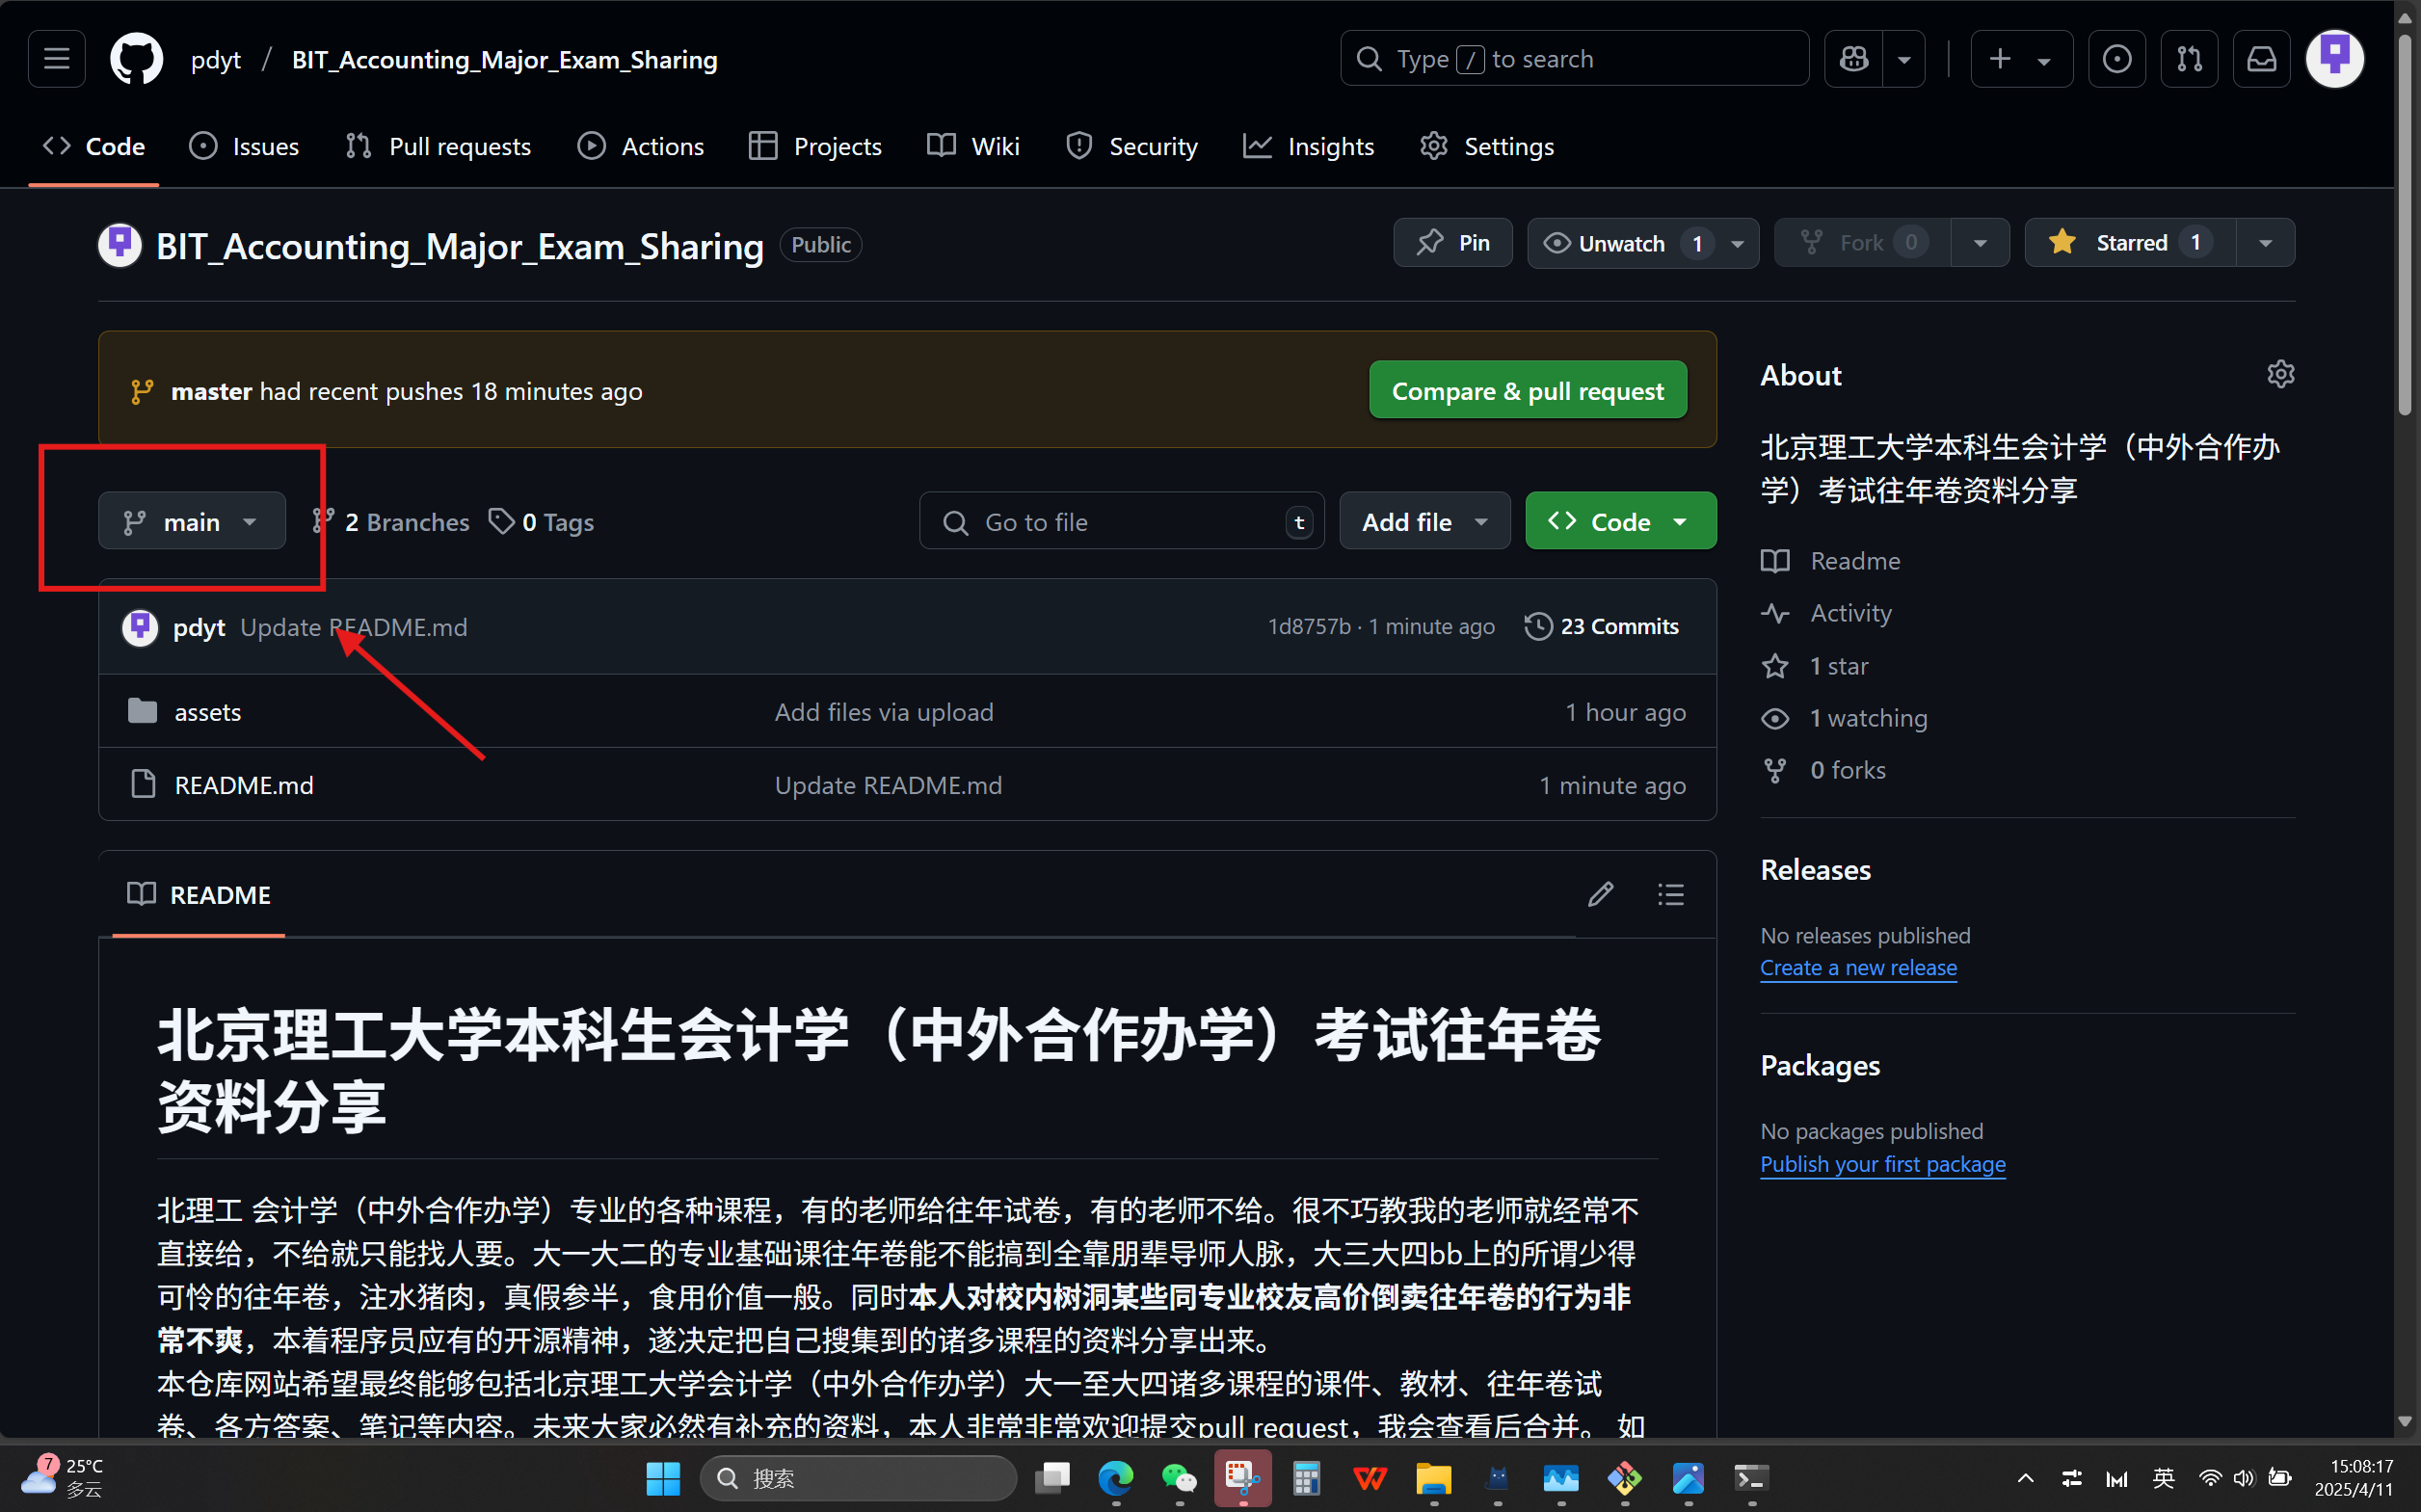 pdyt / BIT_Accounting_Major_Exam_Sharing
Type / to search
Code Issues Pull requests Actions Projects Wiki Security Insights Settings
BIT_Accounting_Major_Exam_Sharing Public
Pin Unwatch 1 Fork 0 Starred 1
master had recent pushes 18 minutes ago
Compare & pull request
main 2 Branches 0 Tags
Go to file t Add file Code
pdyt Update README.md 1d8757b · 1 minute ago 23 Commits
assets Add files via upload 1 hour ago
README.md Update README.md 1 minute ago
README
北京理工大学本科生会计学（中外合作办学）考试往年卷
资料分享
北理工 会计学（中外合作办学）专业的各种课程，有的老师给往年试卷，有的老师不给。很不巧教我的老师就经常不
直接给，不给就只能找人要。大一大二的专业基础课往年卷能不能搞到全靠朋辈导师人脉，大三大四bb上的所谓少得
可怜的往年卷，注水猪肉，真假参半，食用价值一般。同时本人对校内树洞某些同专业校友高价倒卖往年卷的行为非
常不爽，本着程序员应有的开源精神，遂决定把自己搜集到的诸多课程的资料分享出来。
本仓库网站希望最终能够包括北京理工大学会计学（中外合作办学）大一至大四诸多课程的课件、教材、往年卷试
卷、各方答案、笔记等内容。未来大家必然有补充的资料，本人非常非常欢迎提交pull request，我会查看后合并。 如
About
北京理工大学本科生会计学（中外合作办
学）考试往年卷资料分享
Readme
Activity
1 star
1 watching
0 forks
Releases
No releases published
Create a new release
Packages
No packages published
Publish your first package
7
25°C
多云
搜索
英
15:08:17
2025/4/11